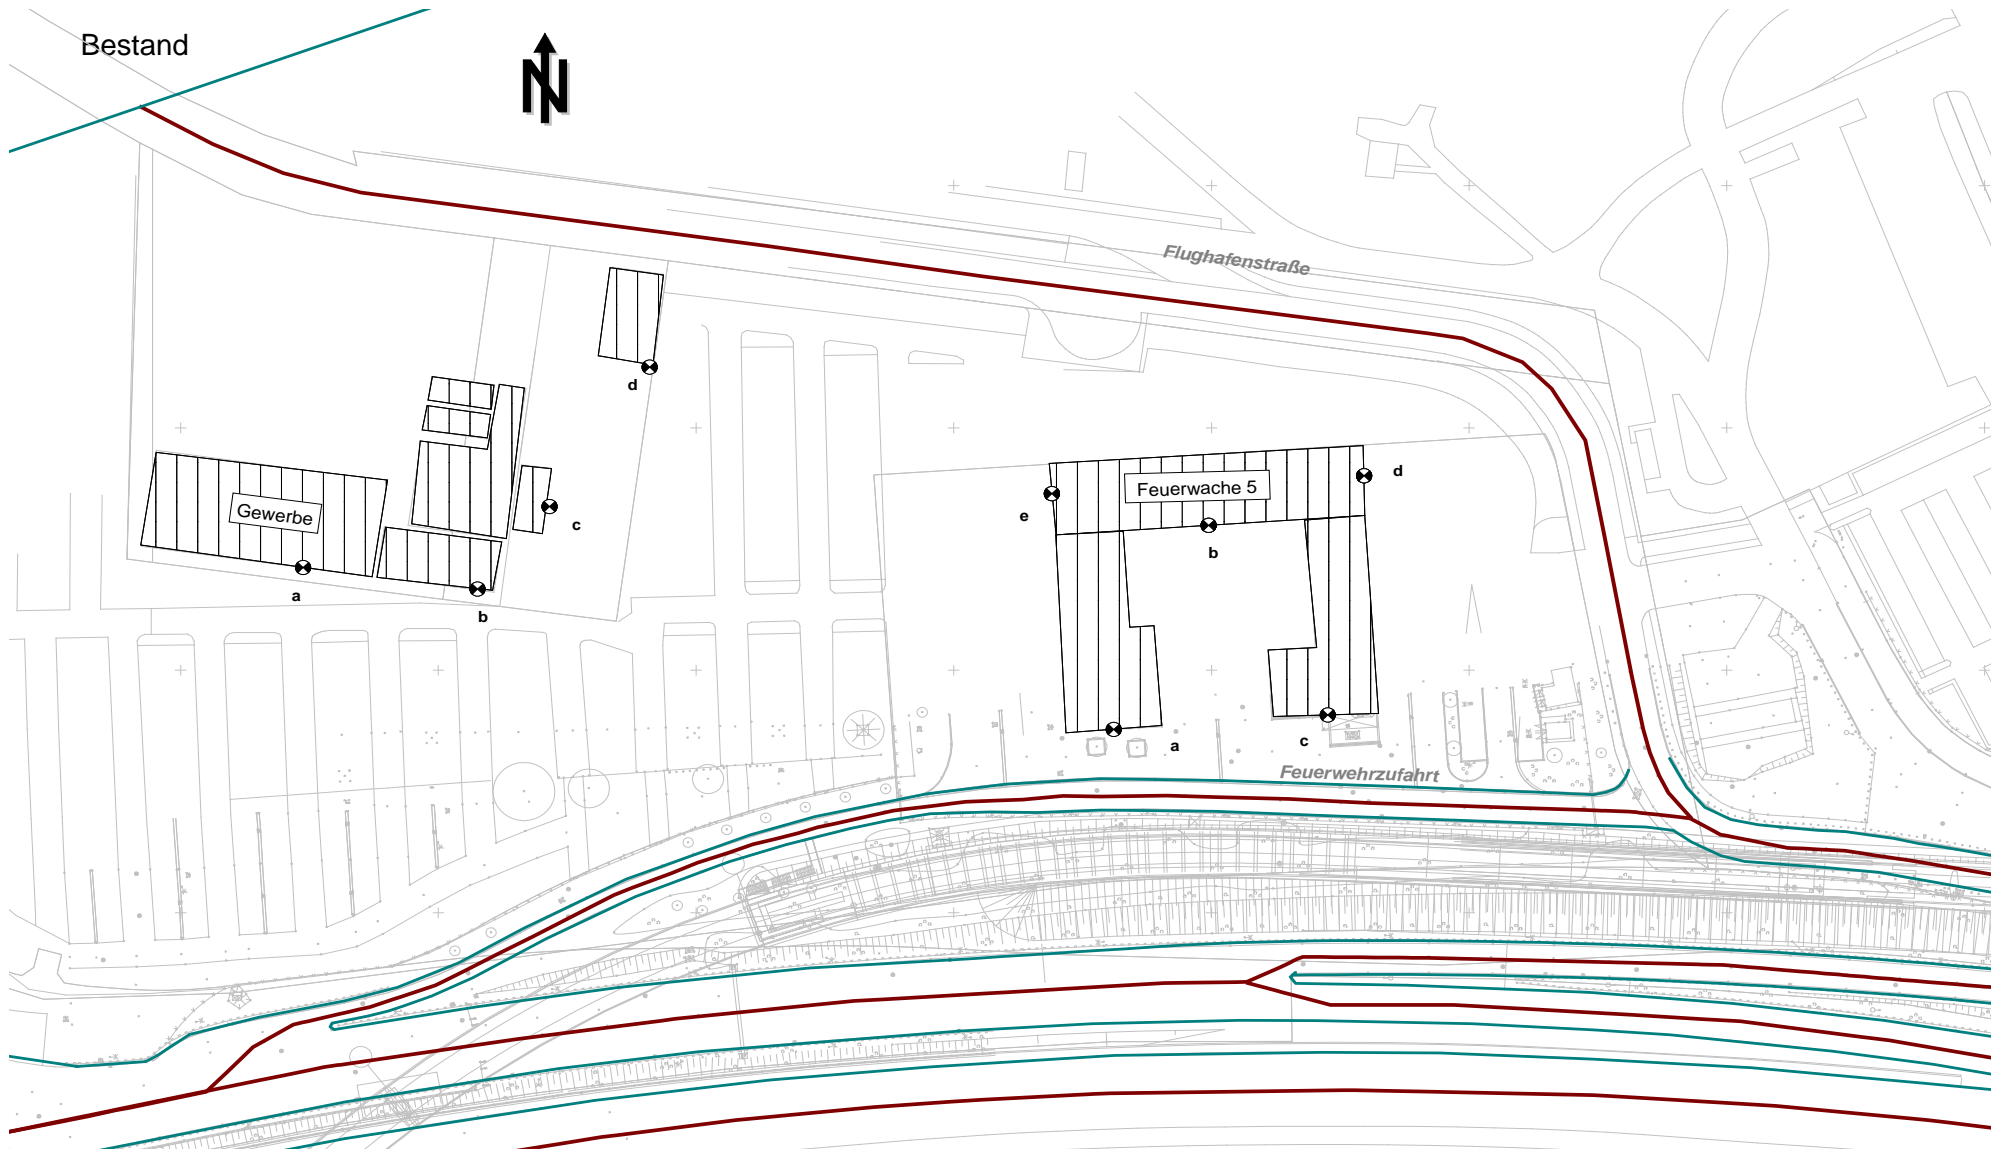 Bestand
N
Flughafenstraße
d
Gewerbe
c
a
b
Feuerwache 5
d
e
b
a
c
Feuerwehrzufahrt